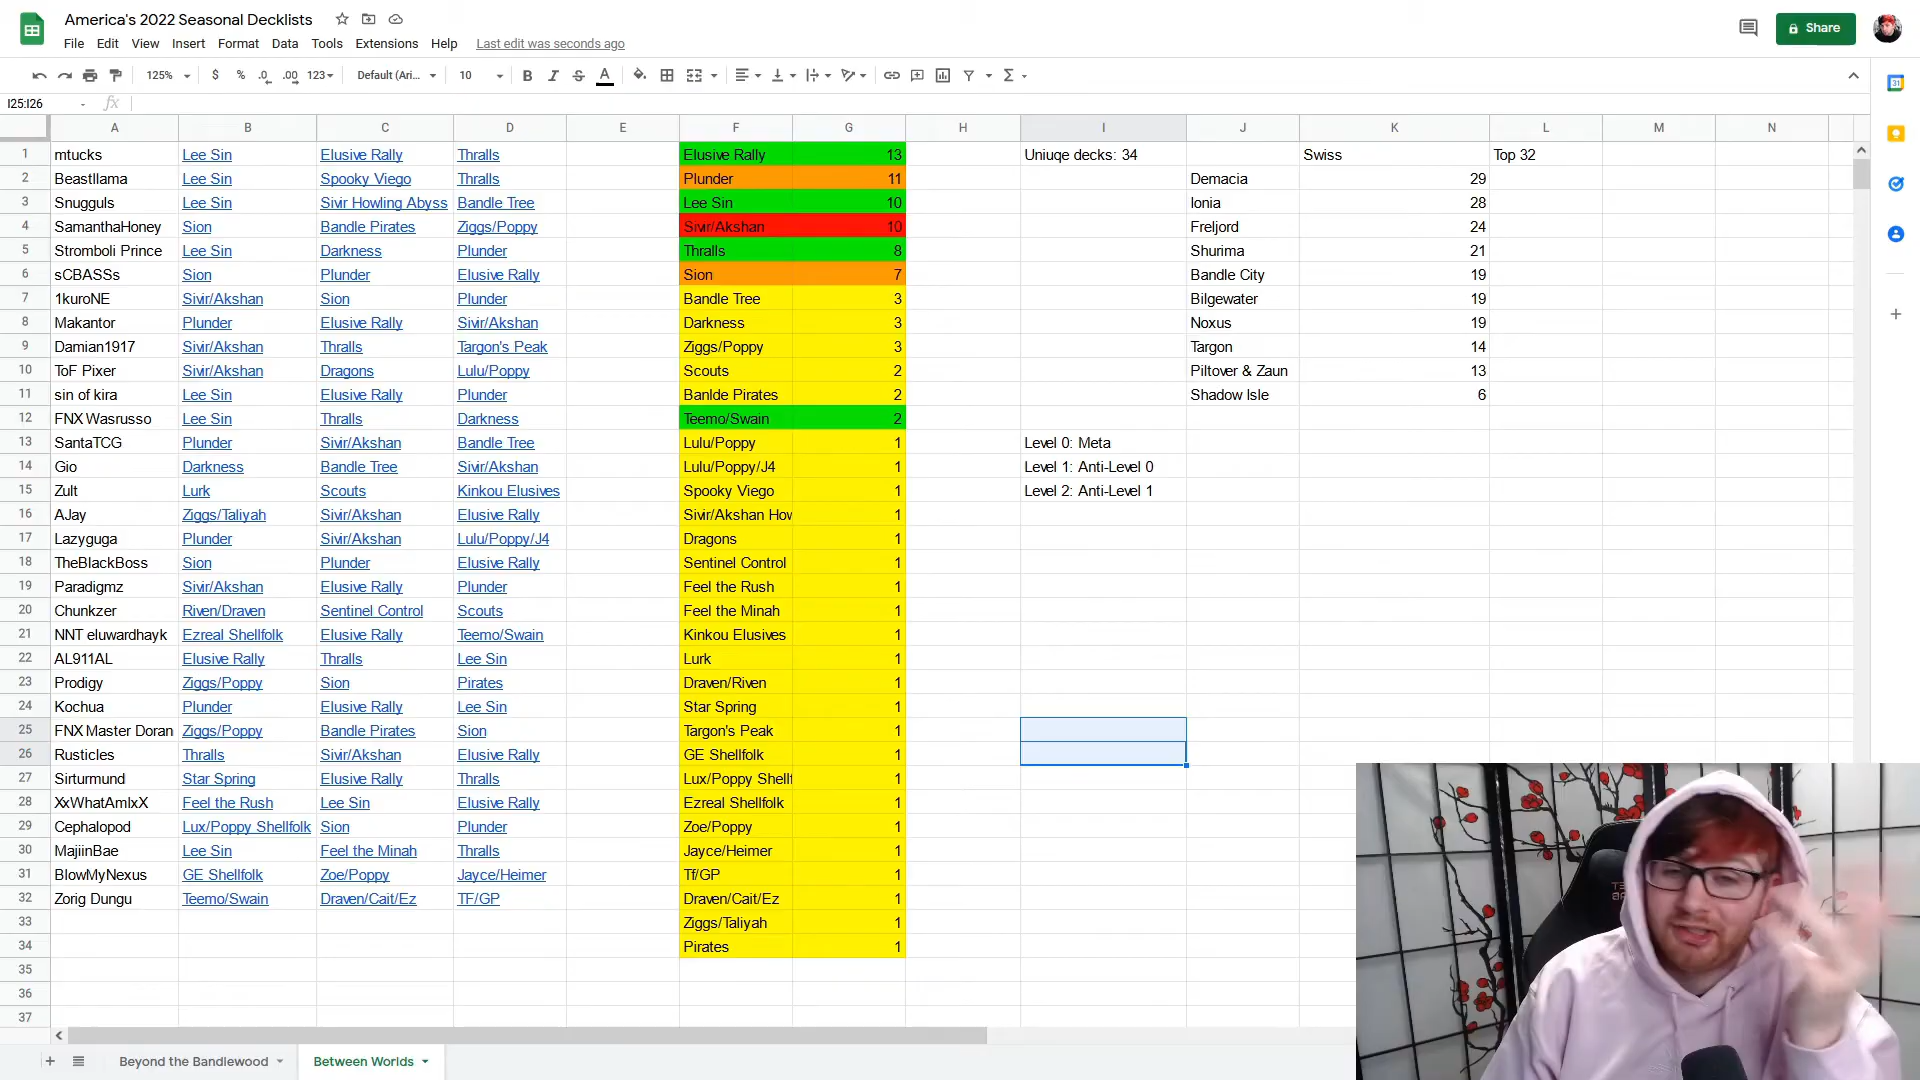 America's 2022 Seasonal Decklists
File Edit View Insert Format Data Tools Extensions Help Last edit was seconds ago
Share
125% $ % .0 .00 123 Default (Ari... 10 B I S A
31
I25:I26 fx
A B C D E F G H I J K L M N
1 mtucks Lee Sin Elusive Rally Thralls Elusive Rally 13 Uniuqe decks: 34 Swiss Top 32
2 Beastllama Lee Sin Spooky Viego Thralls Plunder 11 Demacia 29
3 Snugguls Lee Sin Sivir Howling Abyss Bandle Tree Lee Sin 10 Ionia 28
4 SamanthaHoney Sion Bandle Pirates Ziggs/Poppy Sivir/Akshan 10 Freljord 24
5 Stromboli Prince Lee Sin Darkness Plunder Thralls 8 Shurima 21
6 sCBASSs Sion Plunder Elusive Rally Sion 7 Bandle City 19
7 1kuroNE Sivir/Akshan Sion Plunder Bandle Tree 3 Bilgewater 19
8 Makantor Plunder Elusive Rally Sivir/Akshan Darkness 3 Noxus 19
9 Damian1917 Sivir/Akshan Thralls Targon's Peak Ziggs/Poppy 3 Targon 14
10 ToF Pixer Sivir/Akshan Dragons Lulu/Poppy Scouts 2 Piltover & Zaun 13
11 sin of kira Lee Sin Elusive Rally Plunder Banlde Pirates 2 Shadow Isle 6
12 FNX Wasrusso Lee Sin Thralls Darkness Teemo/Swain 2
13 SantaTCG Plunder Sivir/Akshan Bandle Tree Lulu/Poppy 1 Level 0: Meta
14 Gio Darkness Bandle Tree Sivir/Akshan Lulu/Poppy/J4 1 Level 1: Anti-Level 0
15 Zult Lurk Scouts Kinkou Elusives Spooky Viego 1 Level 2: Anti-Level 1
16 AJay Ziggs/Taliyah Sivir/Akshan Elusive Rally Sivir/Akshan How 1
17 Lazyguga Plunder Sivir/Akshan Lulu/Poppy/J4 Dragons 1
18 TheBlackBoss Sion Plunder Elusive Rally Sentinel Control 1
19 Paradigmz Sivir/Akshan Elusive Rally Plunder Feel the Rush 1
20 Chunkzer Riven/Draven Sentinel Control Scouts Feel the Minah 1
21 NNT eluwardhayk Ezreal Shellfolk Elusive Rally Teemo/Swain Kinkou Elusives 1
22 AL911AL Elusive Rally Thralls Lee Sin Lurk 1
23 Prodigy Ziggs/Poppy Sion Pirates Draven/Riven 1
24 Kochua Plunder Elusive Rally Lee Sin Star Spring 1
25 FNX Master Doran Ziggs/Poppy Bandle Pirates Sion Targon's Peak 1
26 Rusticles Thralls Sivir/Akshan Elusive Rally GE Shellfolk 1
27 Sirturmund Star Spring Elusive Rally Thralls Lux/Poppy Shellf 1
28 XxWhatAmIxX Feel the Rush Lee Sin Elusive Rally Ezreal Shellfolk 1
29 Cephalopod Lux/Poppy Shellfolk Sion Plunder Zoe/Poppy 1
30 MajiinBae Lee Sin Feel the Minah Thralls Jayce/Heimer 1
31 BlowMyNexus GE Shellfolk Zoe/Poppy Jayce/Heimer Tf/GP 1
32 Zorig Dungu Teemo/Swain Draven/Cait/Ez TF/GP Draven/Cait/Ez 1
33 Ziggs/Taliyah 1
34 Pirates 1
35
36
37
Beyond the Bandlewood Between Worlds